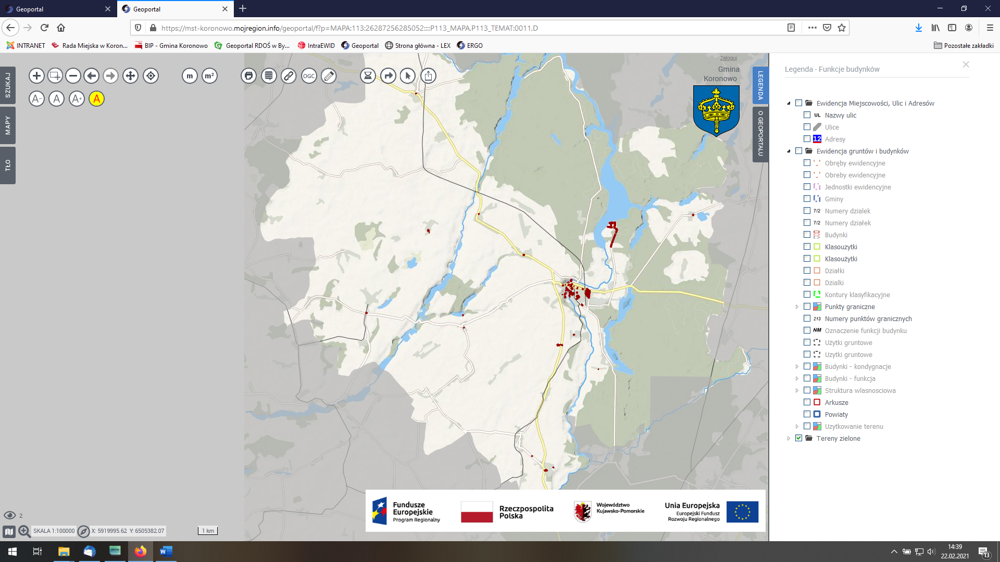 Geoportal
Geoportal
https://mst-koronowo.mojregion.info/geoportal/f?p=MAPA:113:26287256285052::::P113_MAPA,P113_TEMAT:0011,D
INTRANET
Rada Miejska w Koron...
BIP - Gmina Koronowo
Geoportal RDOŚ w By...
IntraEWID
Geoportal
Strona główna - LEX
ERGO
Pozostałe zakładki
SZUKAJ
MAPY
TŁO
m
m²
OGC
A-
A
A+
A
Zaloguj
Gmina
Koronowo
LEGENDA
O GEOPORTALU
Legenda - Funkcje budynków
Ewidencja Miejscowości, Ulic i Adresów
UL Nazwy ulic
Ulice
12 Adresy
Ewidencja gruntów i budynków
Obręby ewidencyjne
Obreby ewidencyjne
Jednostki ewidencyjne
Gminy
7/2 Numery dzialek
7/2 Numery działek
Budynki
Klasouzytki
Klasoużytki
Działki
Dzialki
Kontury klasyfikacyjne
Punkty graniczne
213 Numery punktów granicznych
NM Oznaczenie funkcji budynku
Użytki gruntowe
Uzytki gruntowe
Budynki - kondygnacje
Budynki - funkcja
Struktura wlasnosciowa
Arkusze
Powiaty
Uzytkowanie terenu
Tereny zielone
Fundusze
Europejskie
Program Regionalny
Rzeczpospolita
Polska
Województwo
Kujawsko-Pomorskie
Unia Europejska
Europejski Fundusz
Rozwoju Regionalnego
2
SKALA 1:100000
X: 5919995.62 Y: 6505382.07
1 km
14:39
22.02.2021
13